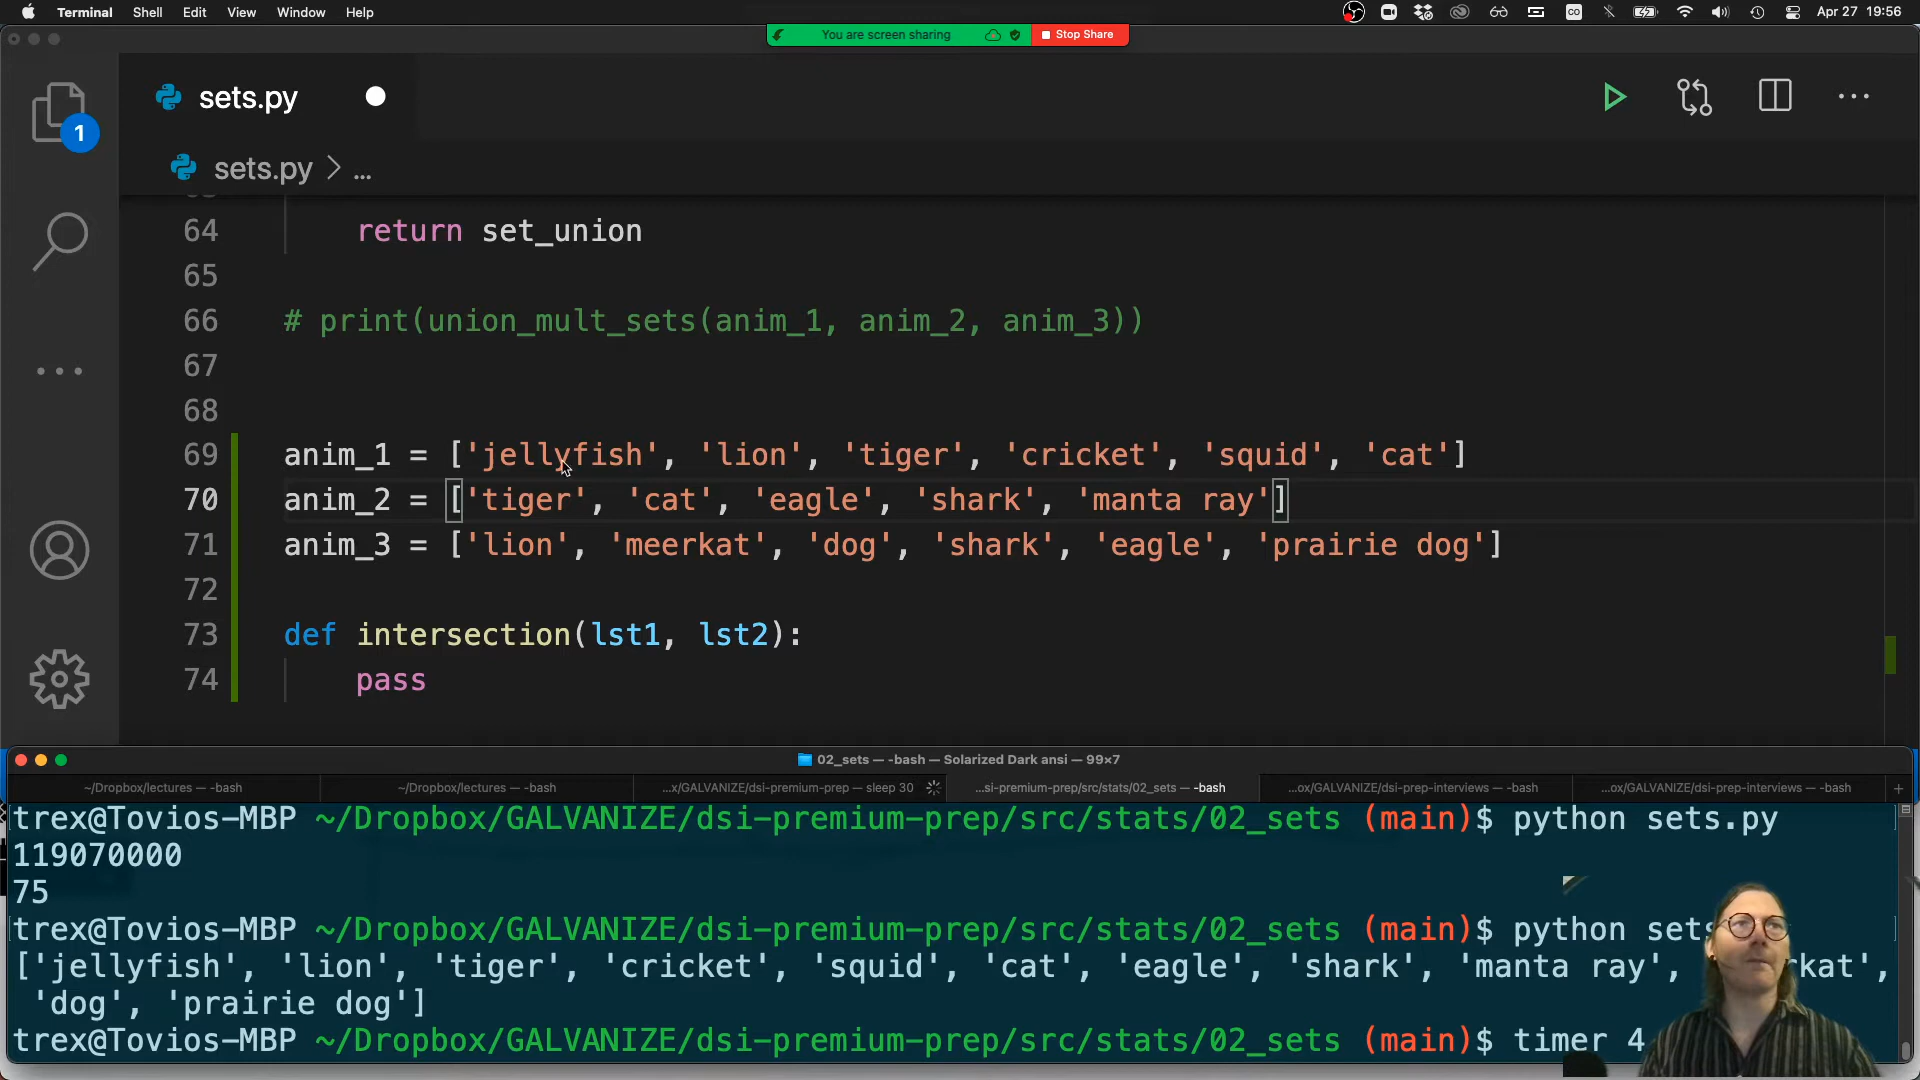 Terminal Shell Edit View Window Help Apr 27 19:56
You are screen sharing Stop Share
sets.py
1
sets.py > ...
64 return set_union
65
66 # print(union_mult_sets(anim_1, anim_2, anim_3))
67
68
69 anim_1 = ['jellyfish', 'lion', 'tiger', 'cricket', 'squid', 'cat']
70 anim_2 = ['tiger', 'cat', 'eagle', 'shark', 'manta ray']
71 anim_3 = ['lion', 'meerkat', 'dog', 'shark', 'eagle', 'prairie dog']
72
73 def intersection(lst1, lst2):
74 pass
02_sets — -bash — Solarized Dark ansi — 99×7
~/Dropbox/lectures — -bash ~/Dropbox/lectures — -bash ...x/GALVANIZE/dsi-premium-prep — sleep 30 ...si-premium-prep/src/stats/02_sets — -bash ...ox/GALVANIZE/dsi-prep-interviews — -bash ...ox/GALVANIZE/dsi-prep-interviews — -bash +
trex@Tovios-MBP ~/Dropbox/GALVANIZE/dsi-premium-prep/src/stats/02_sets (main)$ python sets.py
119070000
75
trex@Tovios-MBP ~/Dropbox/GALVANIZE/dsi-premium-prep/src/stats/02_sets (main)$ python sets
['jellyfish', 'lion', 'tiger', 'cricket', 'squid', 'cat', 'eagle', 'shark', 'manta ray', rkat',
'dog', 'prairie dog']
trex@Tovios-MBP ~/Dropbox/GALVANIZE/dsi-premium-prep/src/stats/02_sets (main)$ timer 4